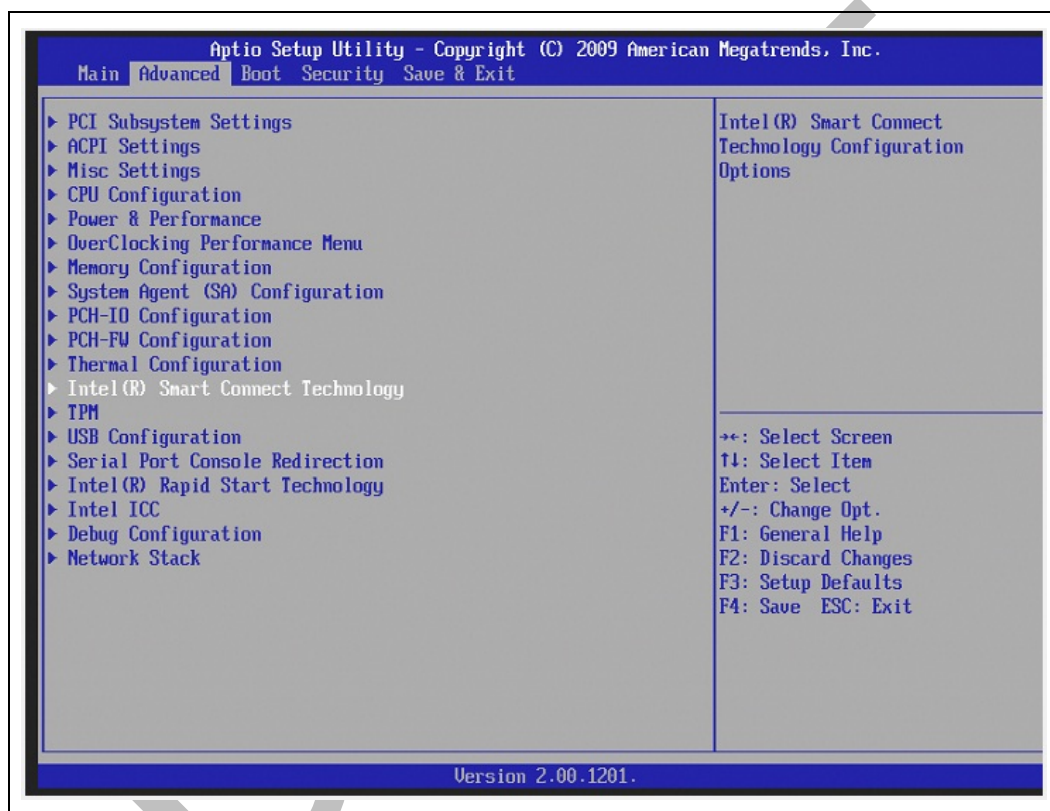 Aptio Setup Utility - Copyright (C) 2009 American Megatrends, Inc.
Main Advanced Boot Security Save & Exit
PCI Subsystem Settings
ACPI Settings
Misc Settings
CPU Configuration
Power & Performance
OverClocking Performance Menu
Memory Configuration
System Agent (SA) Configuration
PCH-IO Configuration
PCH-FW Configuration
Thermal Configuration
Intel(R) Smart Connect Technology
TPM
USB Configuration
Serial Port Console Redirection
Intel(R) Rapid Start Technology
Intel ICC
Debug Configuration
Network Stack
Intel(R) Smart Connect
Technology Configuration
Options
→←: Select Screen
↑↓: Select Item
Enter: Select
+/-: Change Opt.
F1: General Help
F2: Discard Changes
F3: Setup Defaults
F4: Save ESC: Exit
Version 2.00.1201.